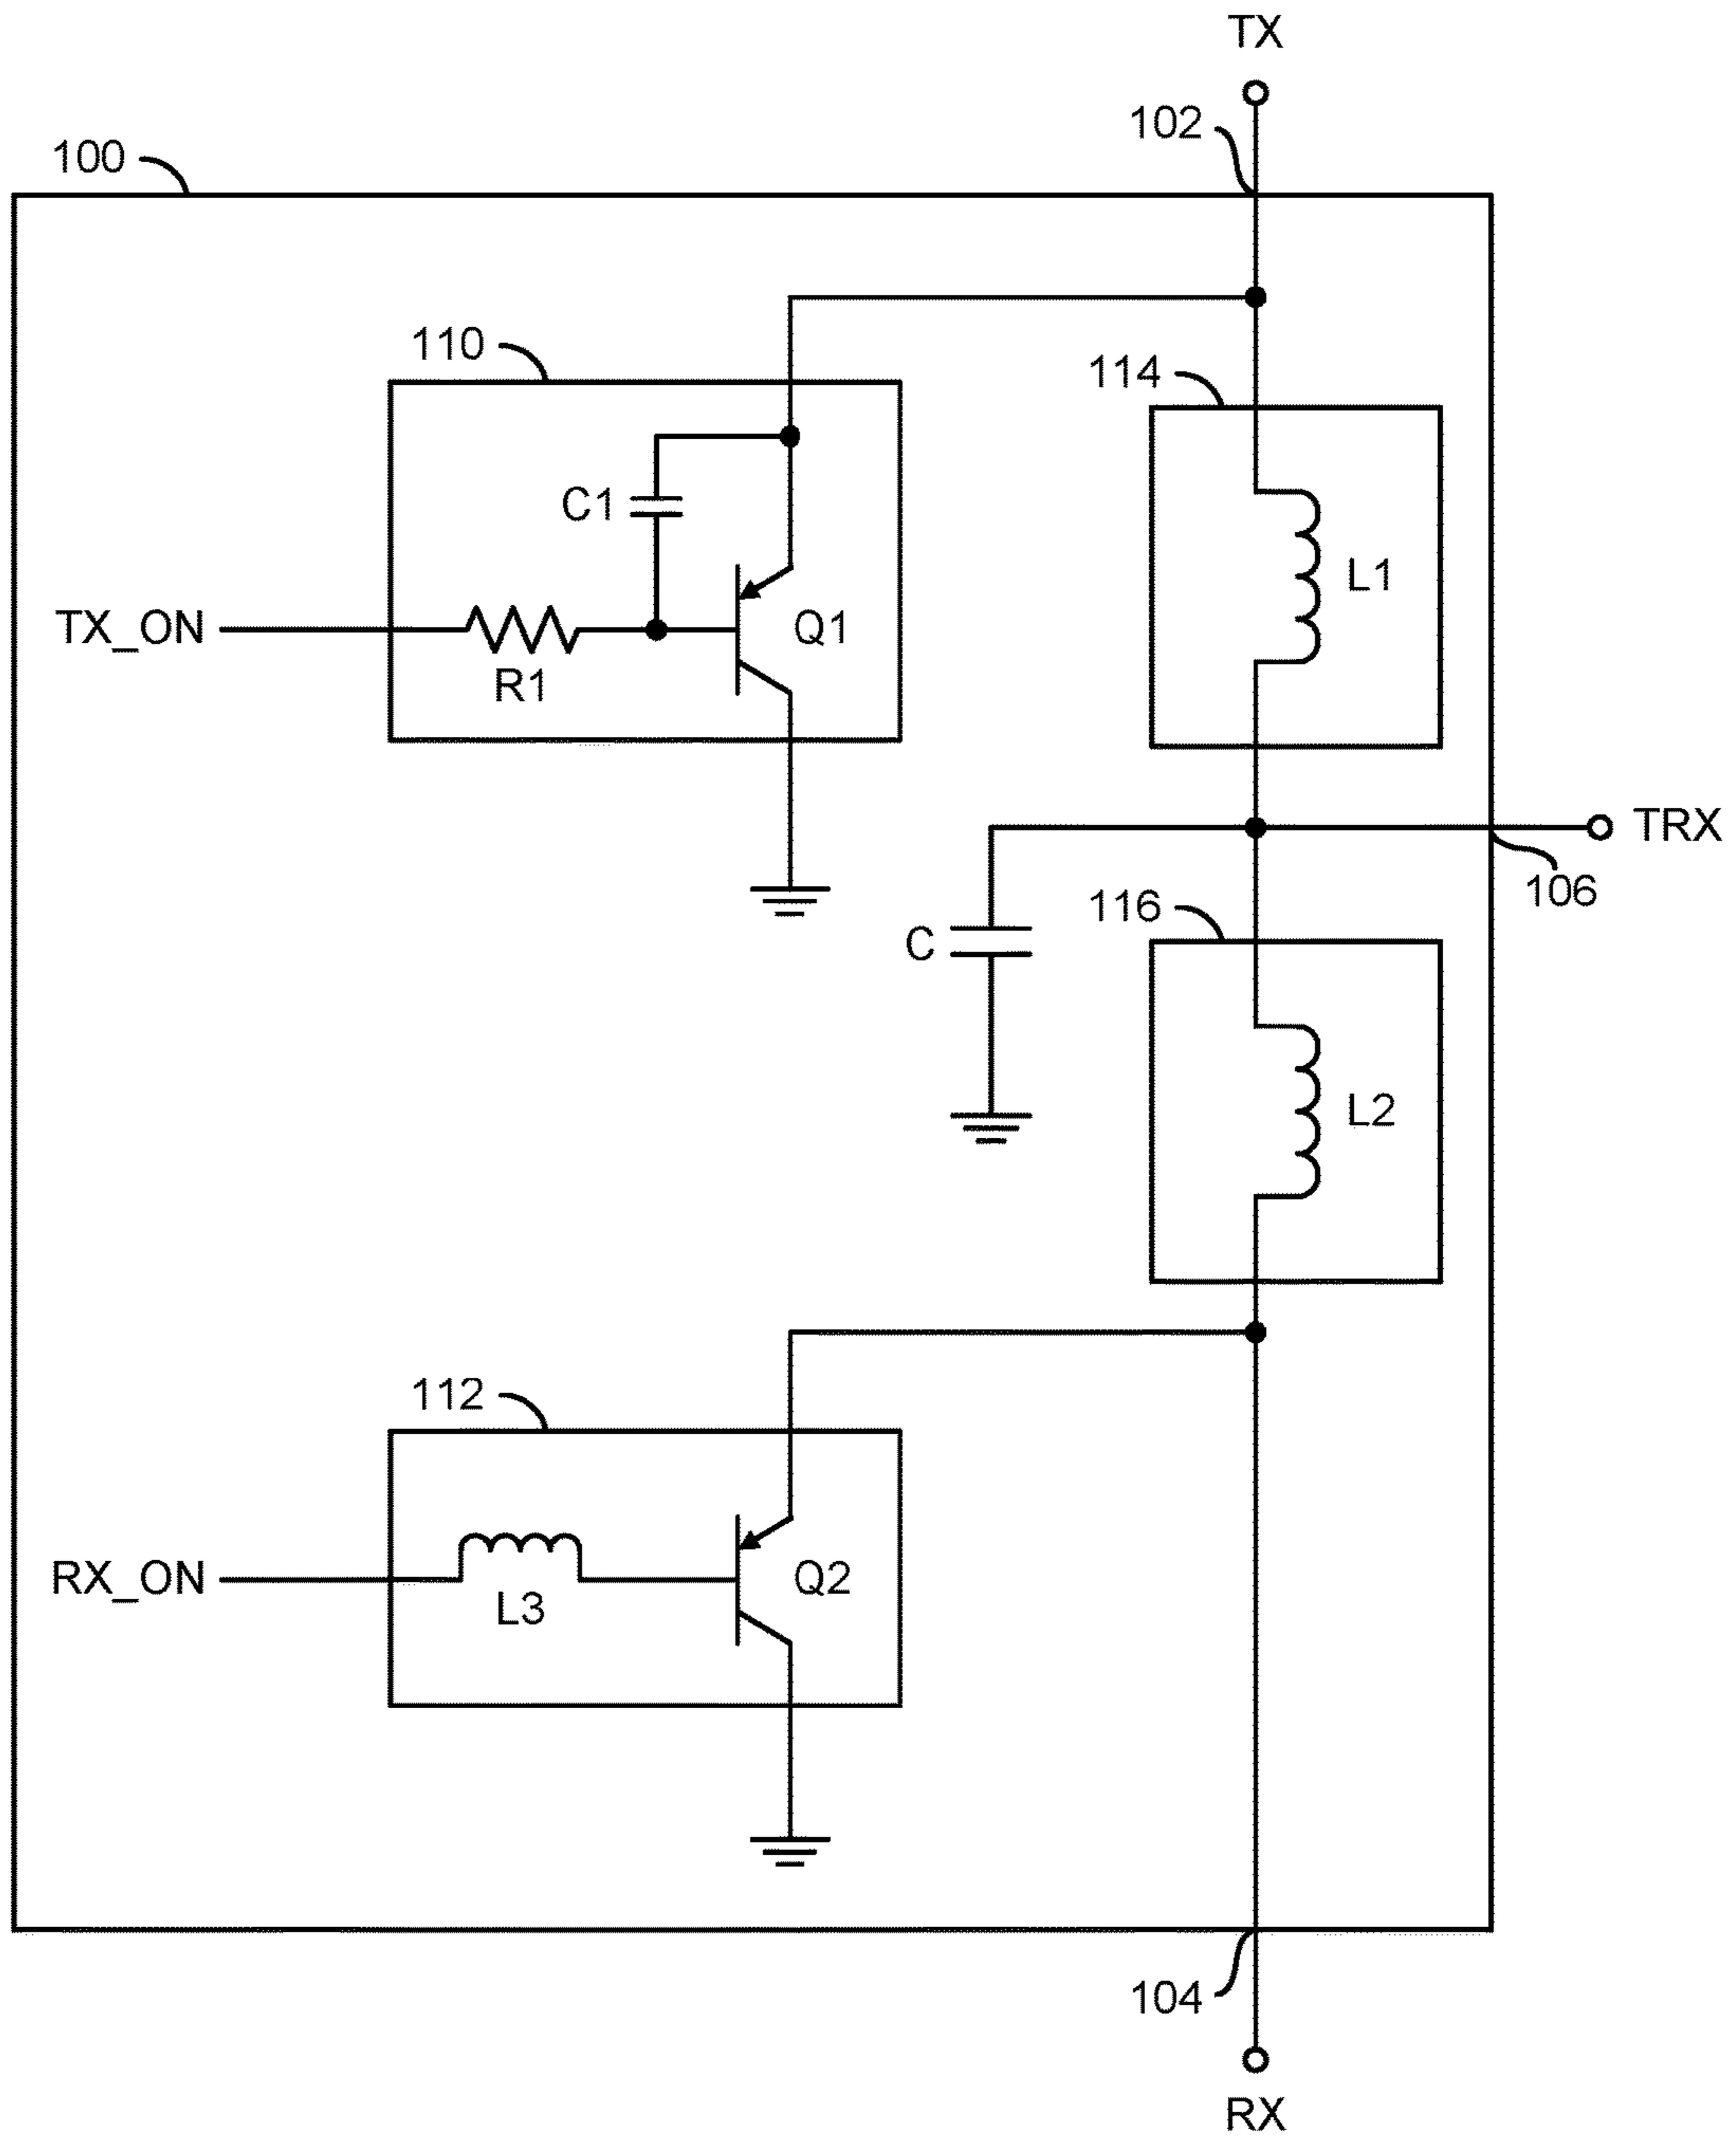 TX
102
100
110
114
C1
L1
TX_ON
Q1
R1
TRX
106
116
C
L2
112
RX_ON
Q2
L3
104
RX